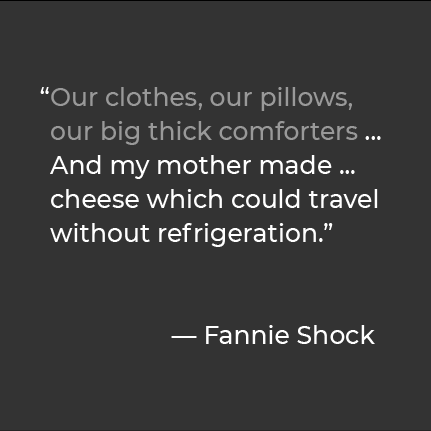 “Our clothes, our pillows,
our big thick comforters ...
And my mother made ...
cheese which could travel
without refrigeration.”
— Fannie Shock